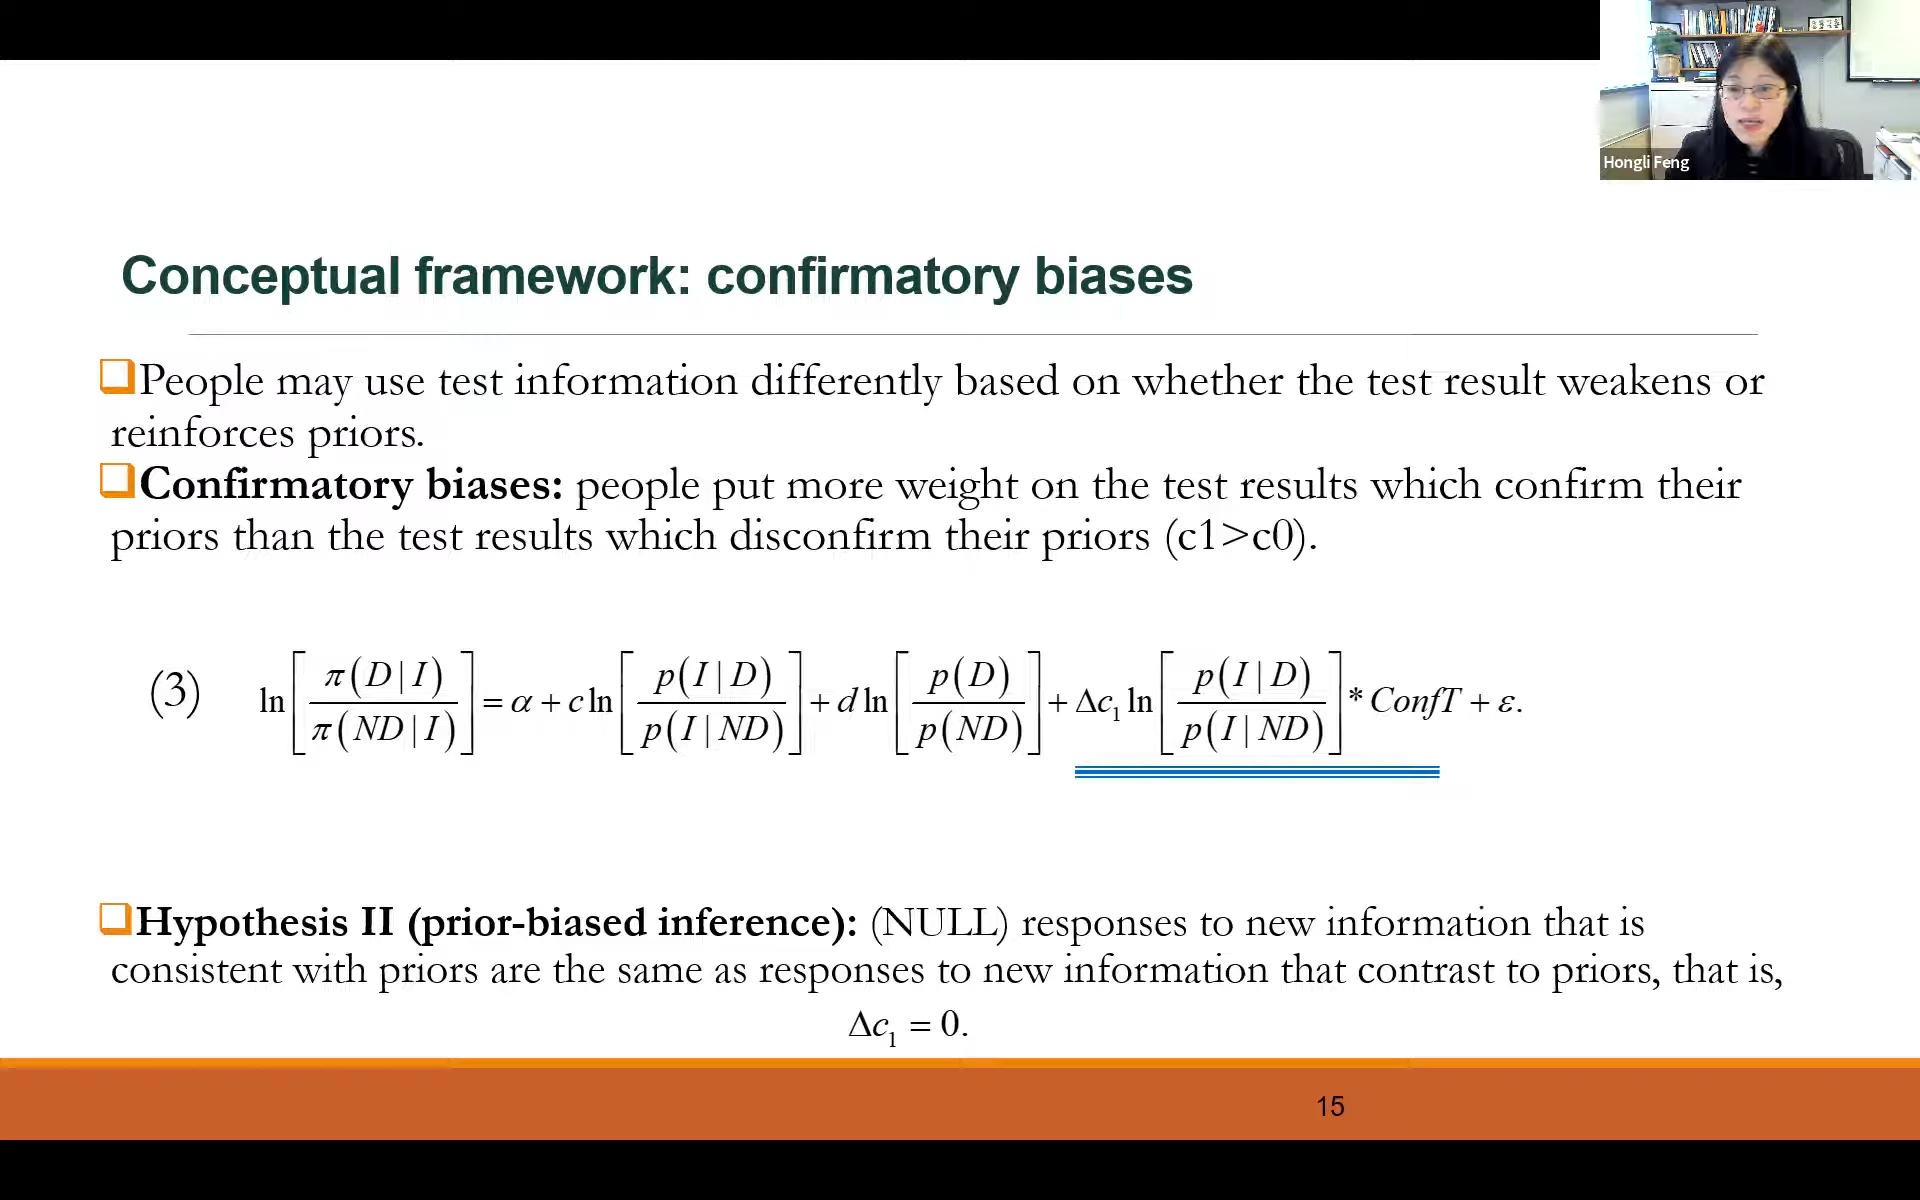 Hongli Feng
Conceptual framework: confirmatory biases
People may use test information differently based on whether the test result weakens or
reinforces priors.
Confirmatory biases: people put more weight on the test results which confirm their
priors than the test results which disconfirm their priors (c1>c0).
(3) ln[π(D|I)/π(ND|I)] = α + c ln[p(I|D)/p(I|ND)] + d ln[p(D)/p(ND)] + Δc₁ ln[p(I|D)/p(I|ND)] * ConfT + ε.
Hypothesis II (prior-biased inference): (NULL) responses to new information that is
consistent with priors are the same as responses to new information that contrast to priors, that is,
Δc₁ = 0.
15